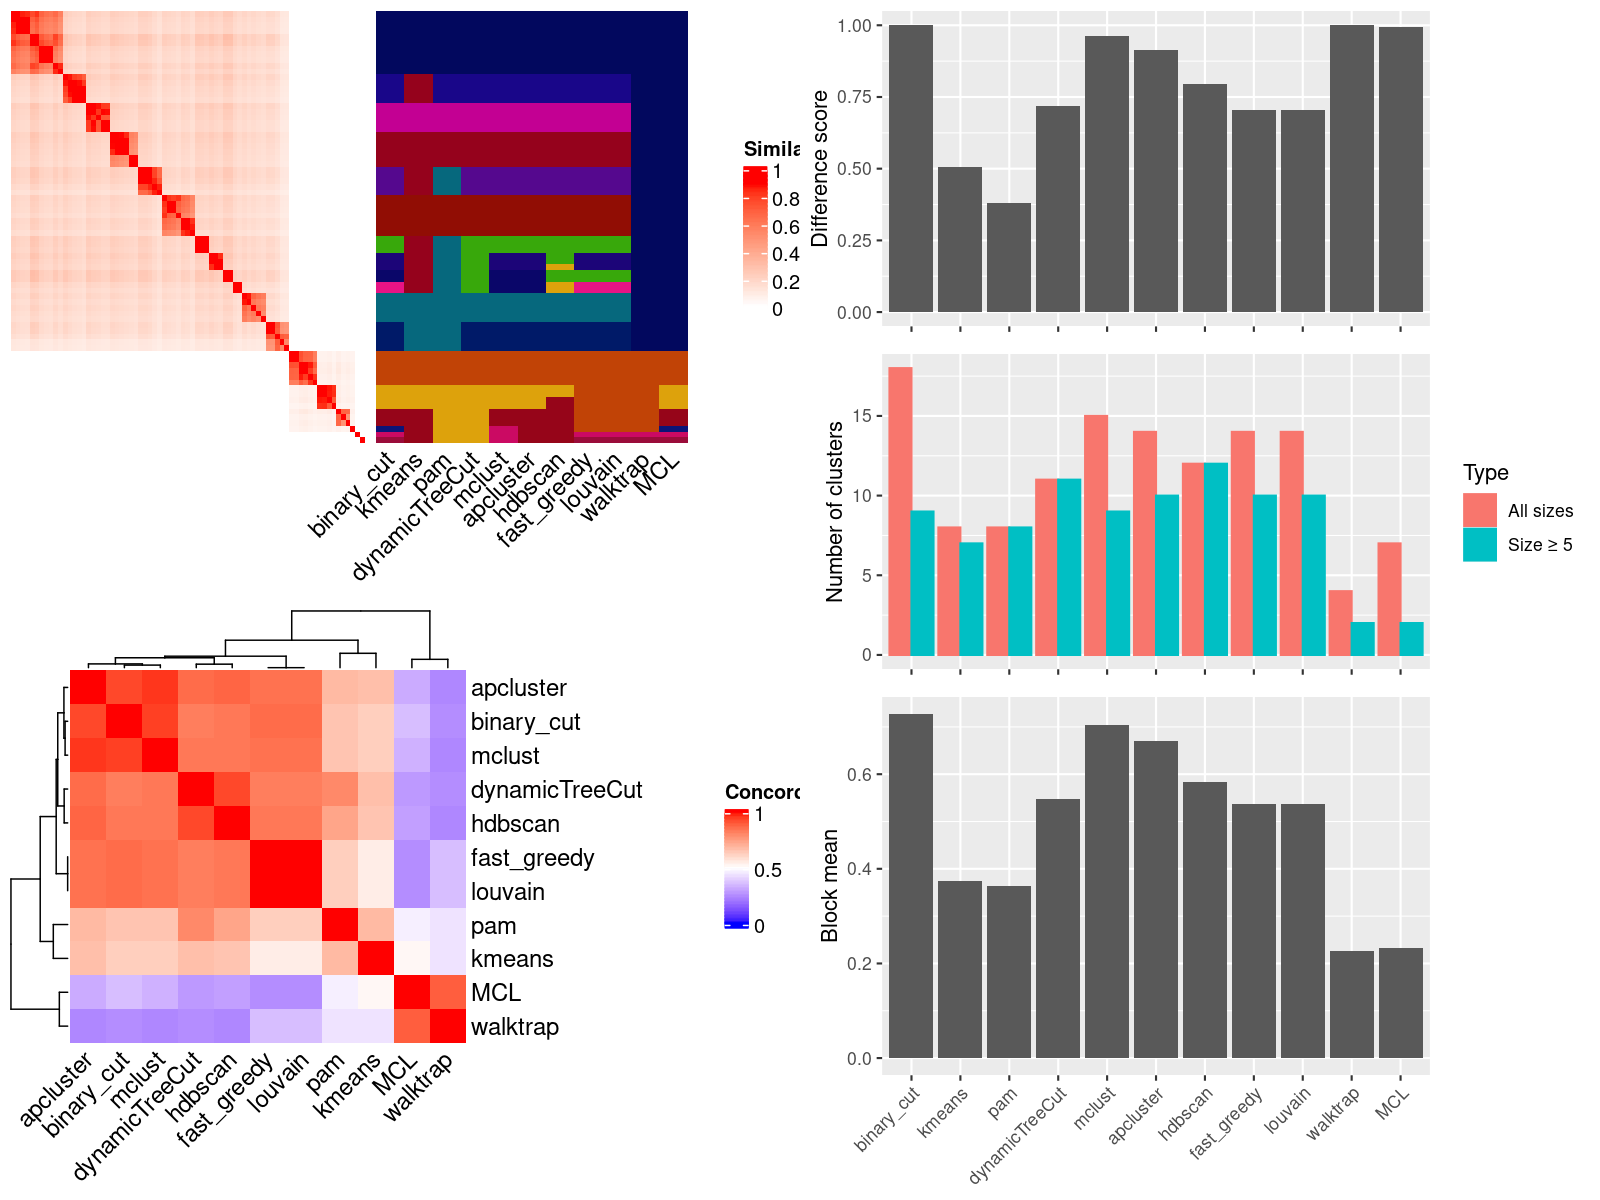 Simila
1
0.8
0.6
0.4
0.2
0
binary_cut
kmeans
pam
dynamicTreeCut
mclust
apcluster
hdbscan
fast_greedy
louvain
walktrap
MCL
apcluster
binary_cut
mclust
dynamicTreeCut
hdbscan
fast_greedy
louvain
pam
kmeans
MCL
walktrap
apcluster
binary_cut
mclust
dynamicTreeCut
hdbscan
fast_greedy
louvain
pam
kmeans
MCL
walktrap
Concord
1
0.5
0
Difference score
1.00
0.75
0.50
0.25
0.00
Number of clusters
15
10
5
0
Type
All sizes
Size ≥ 5
Block mean
0.6
0.4
0.2
0.0
binary_cut
kmeans
pam
dynamicTreeCut
mclust
apcluster
hdbscan
fast_greedy
louvain
walktrap
MCL